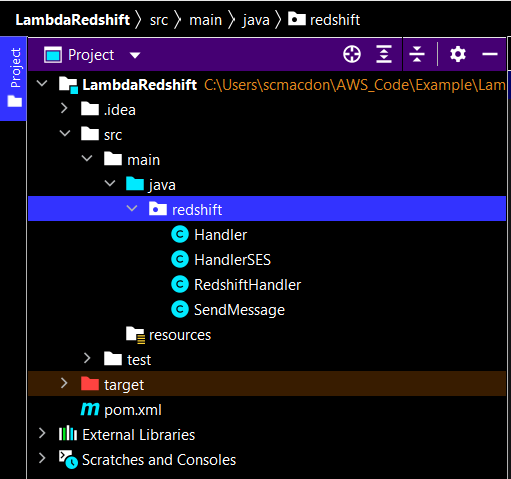 LambdaRedshift src main java redshift
Project
Project
LambdaRedshift C:\Users\scmacdon\AWS_Code\Example\Lam
.idea
src
main
java
redshift
Handler
HandlerSES
RedshiftHandler
SendMessage
resources
test
target
m pom.xml
External Libraries
Scratches and Consoles